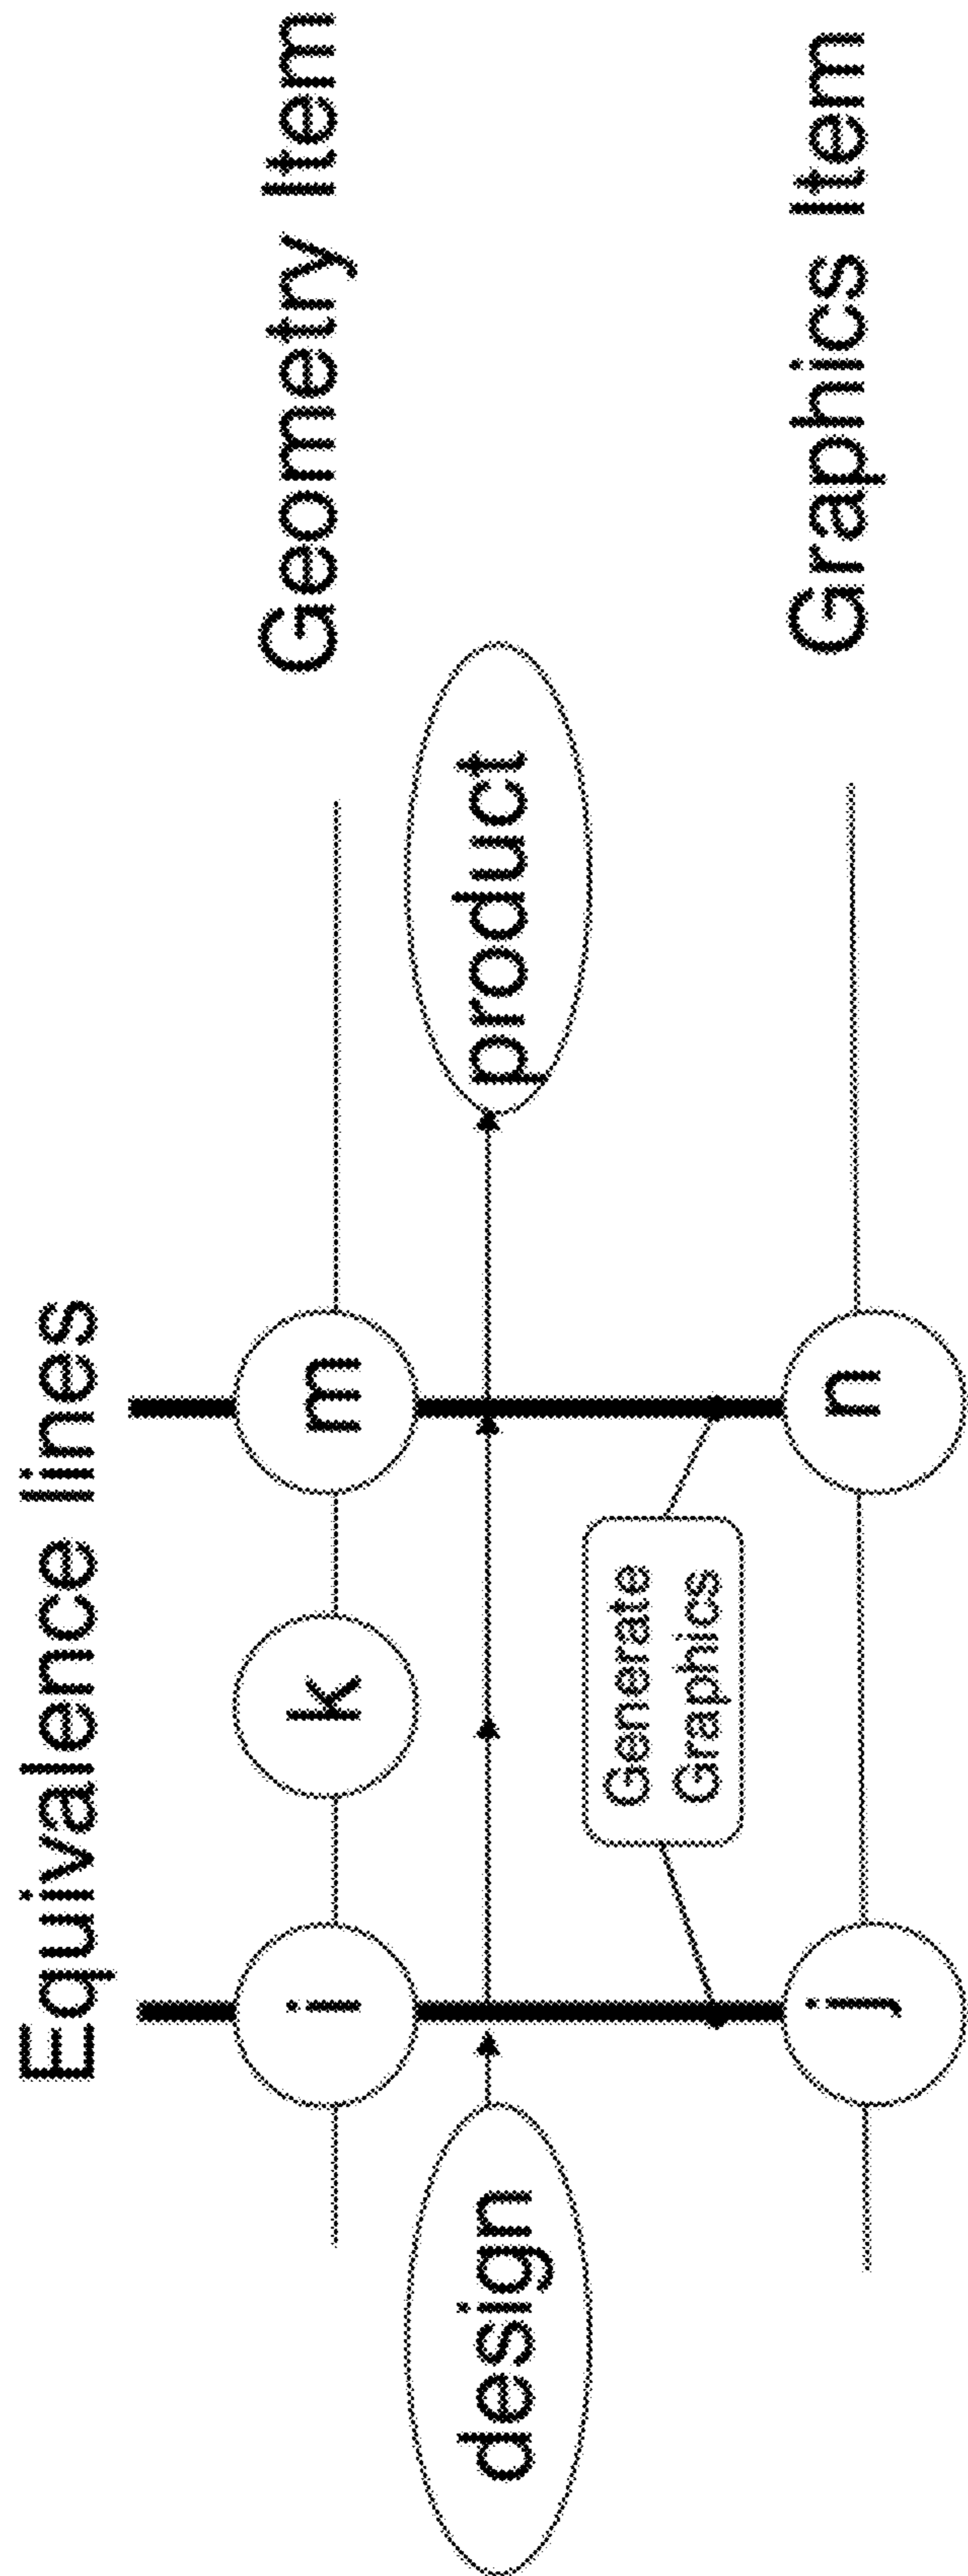 Equivalence lines
i
k
m
Geometry Item
design
product
Generate
Graphics
j
n
Graphics Item